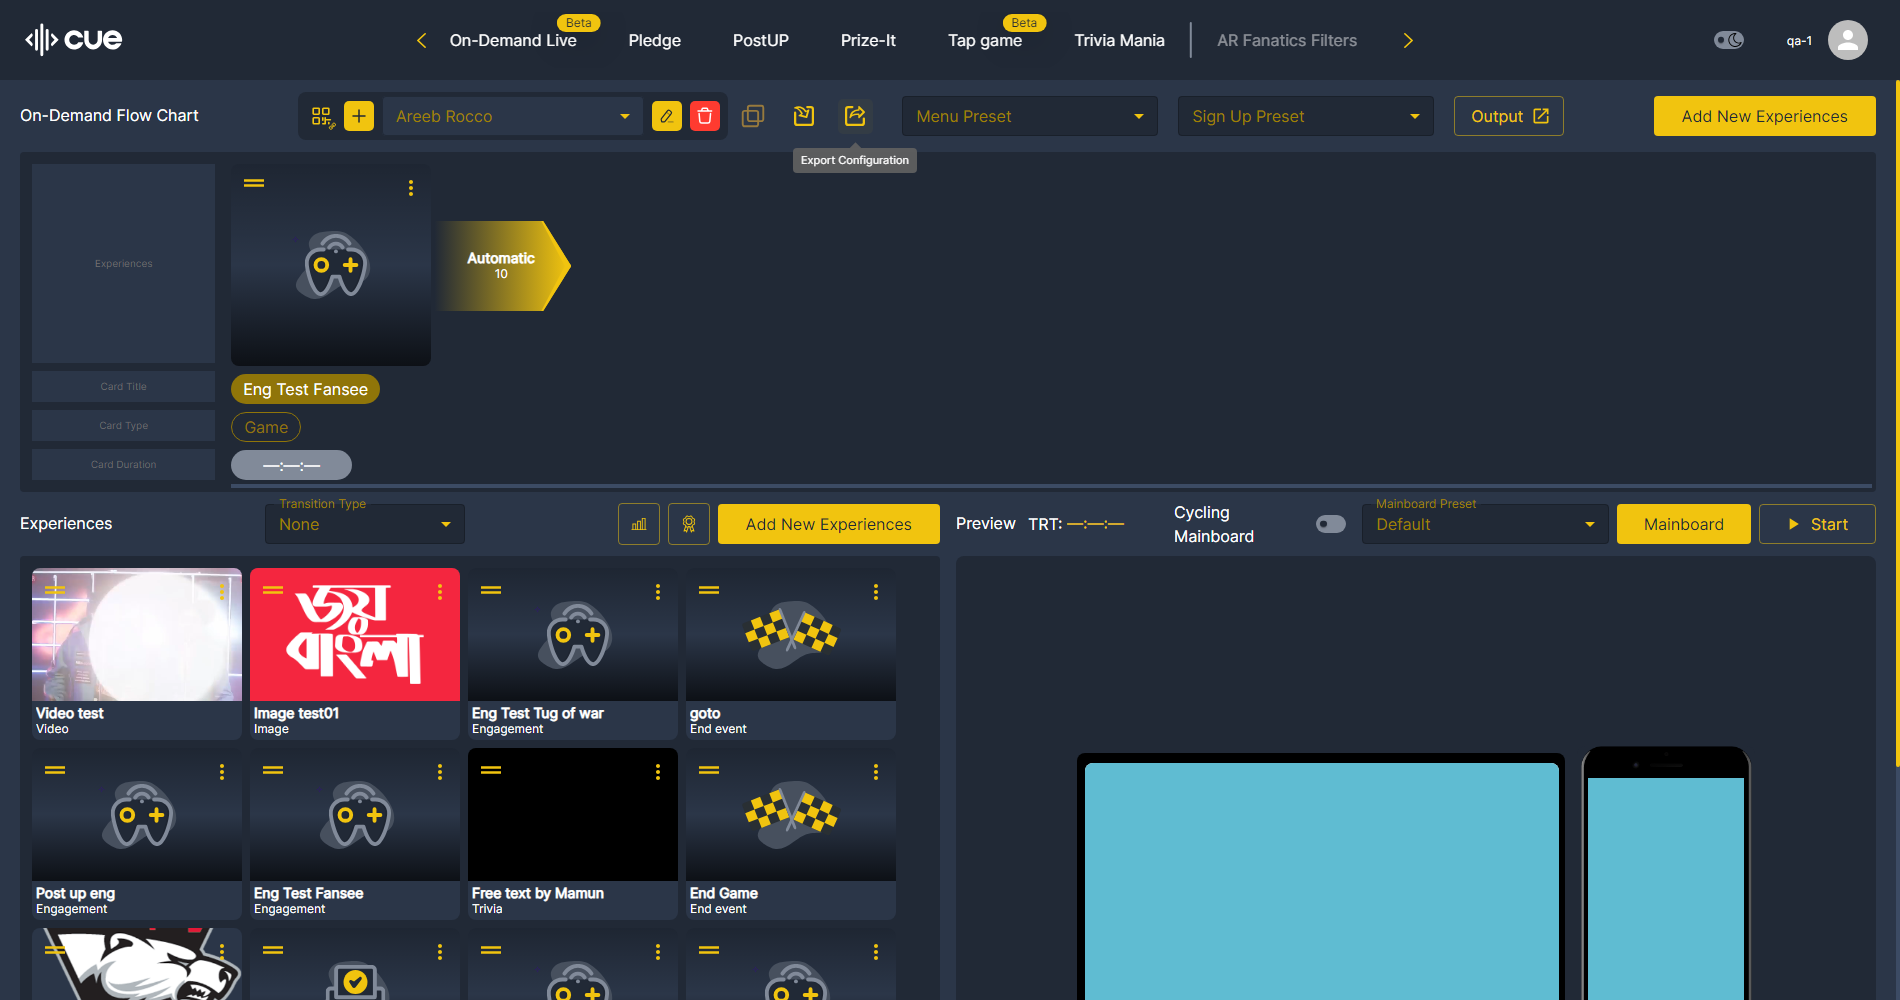 cue
On-Demand Live
Beta
Pledge
PostUP
Prize-It
Tap game
Beta
Trivia Mania
AR Fanatics Filters
qa-1
On-Demand Flow Chart
Areeb Rocco
Menu Preset
Sign Up Preset
Output
Add New Experiences
Export Configuration
Experiences
Automatic
10
Card Title
Eng Test Fansee
Card Type
Game
Card Duration
—:—:—
Experiences
Transition Type
None
Add New Experiences
Preview
TRT: —:—:—
Cycling
Mainboard
Mainboard Preset
Default
Mainboard
Start
জয়
বাংলা
Video test
Video
Image test01
Image
Eng Test Tug of war
Engagement
goto
End event
Post up eng
Engagement
Eng Test Fansee
Engagement
Free text by Mamun
Trivia
End Game
End event